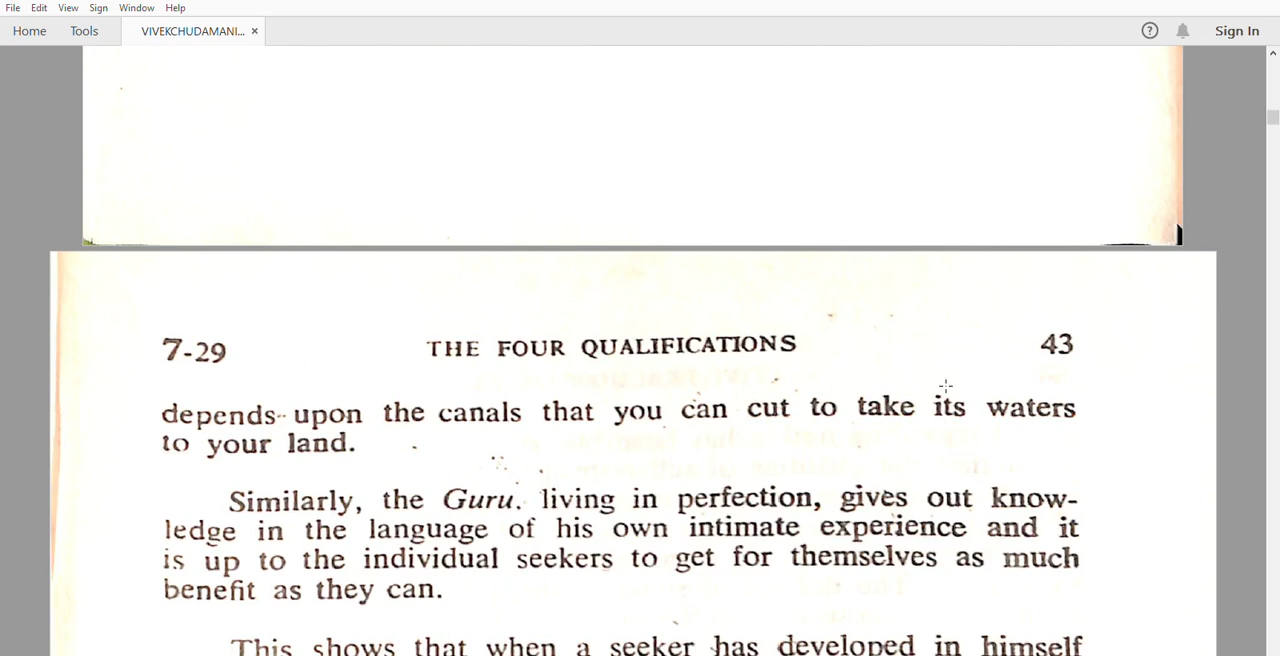 File Edit View Sign Window Help
Home Tools VIVEKCHUDAMANI... × ? Sign In
7-29 THE FOUR QUALIFICATIONS 43
depends upon the canals that you can cut to take its waters
to your land.
Similarly, the Guru. living in perfection, gives out know-
ledge in the language of his own intimate experience and it
is up to the individual seekers to get for themselves as much
benefit as they can.
This shows that when a seeker has developed in himself